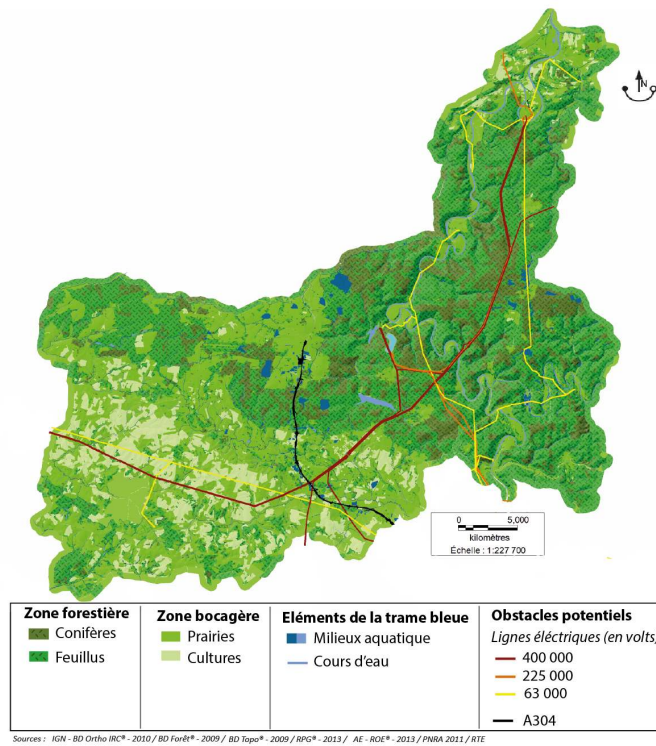 N
0 5,000
kilomètres
Échelle : 1:227 700
Zone forestière
Conifères
Feuillus
Zone bocagère
Prairies
Cultures
Eléments de la trame bleue
Milieux aquatique
Cours d'eau
Obstacles potentiels
Lignes éléctriques (en volts)
400 000
225 000
63 000
A304
Sources : IGN - BD Ortho IRC® - 2010 / BD Forêt® - 2009 / BD Topo® - 2009 / RPG® - 2013 / AE - ROE® - 2013 / PNRA 2011 / RTE